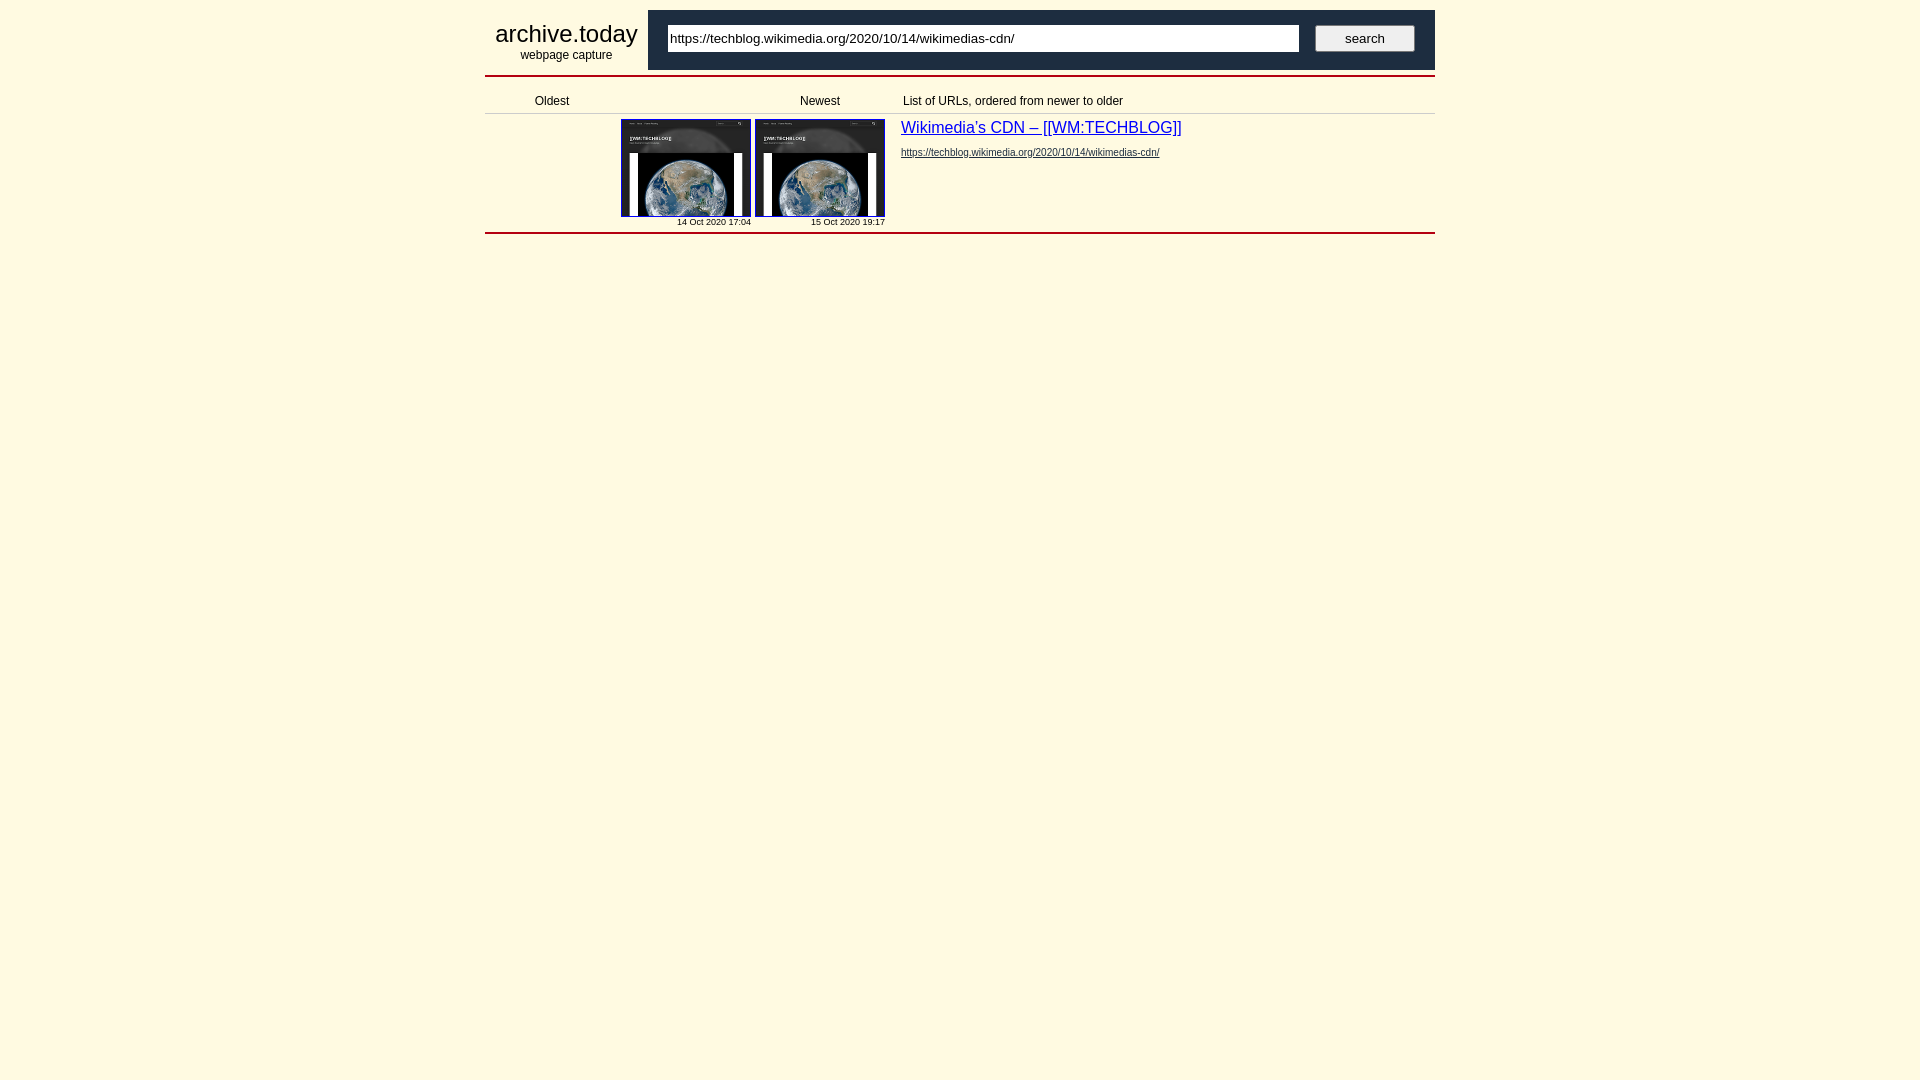 archive.today
webpage capture
https://techblog.wikimedia.org/2020/10/14/wikimedias-cdn/
search
Oldest
Newest
List of URLs, ordered from newer to older
[[WM:TECHBLOG]]
14 Oct 2020 17:04
[[WM:TECHBLOG]]
15 Oct 2020 19:17
Wikimedia’s CDN – [[WM:TECHBLOG]]
https://techblog.wikimedia.org/2020/10/14/wikimedias-cdn/